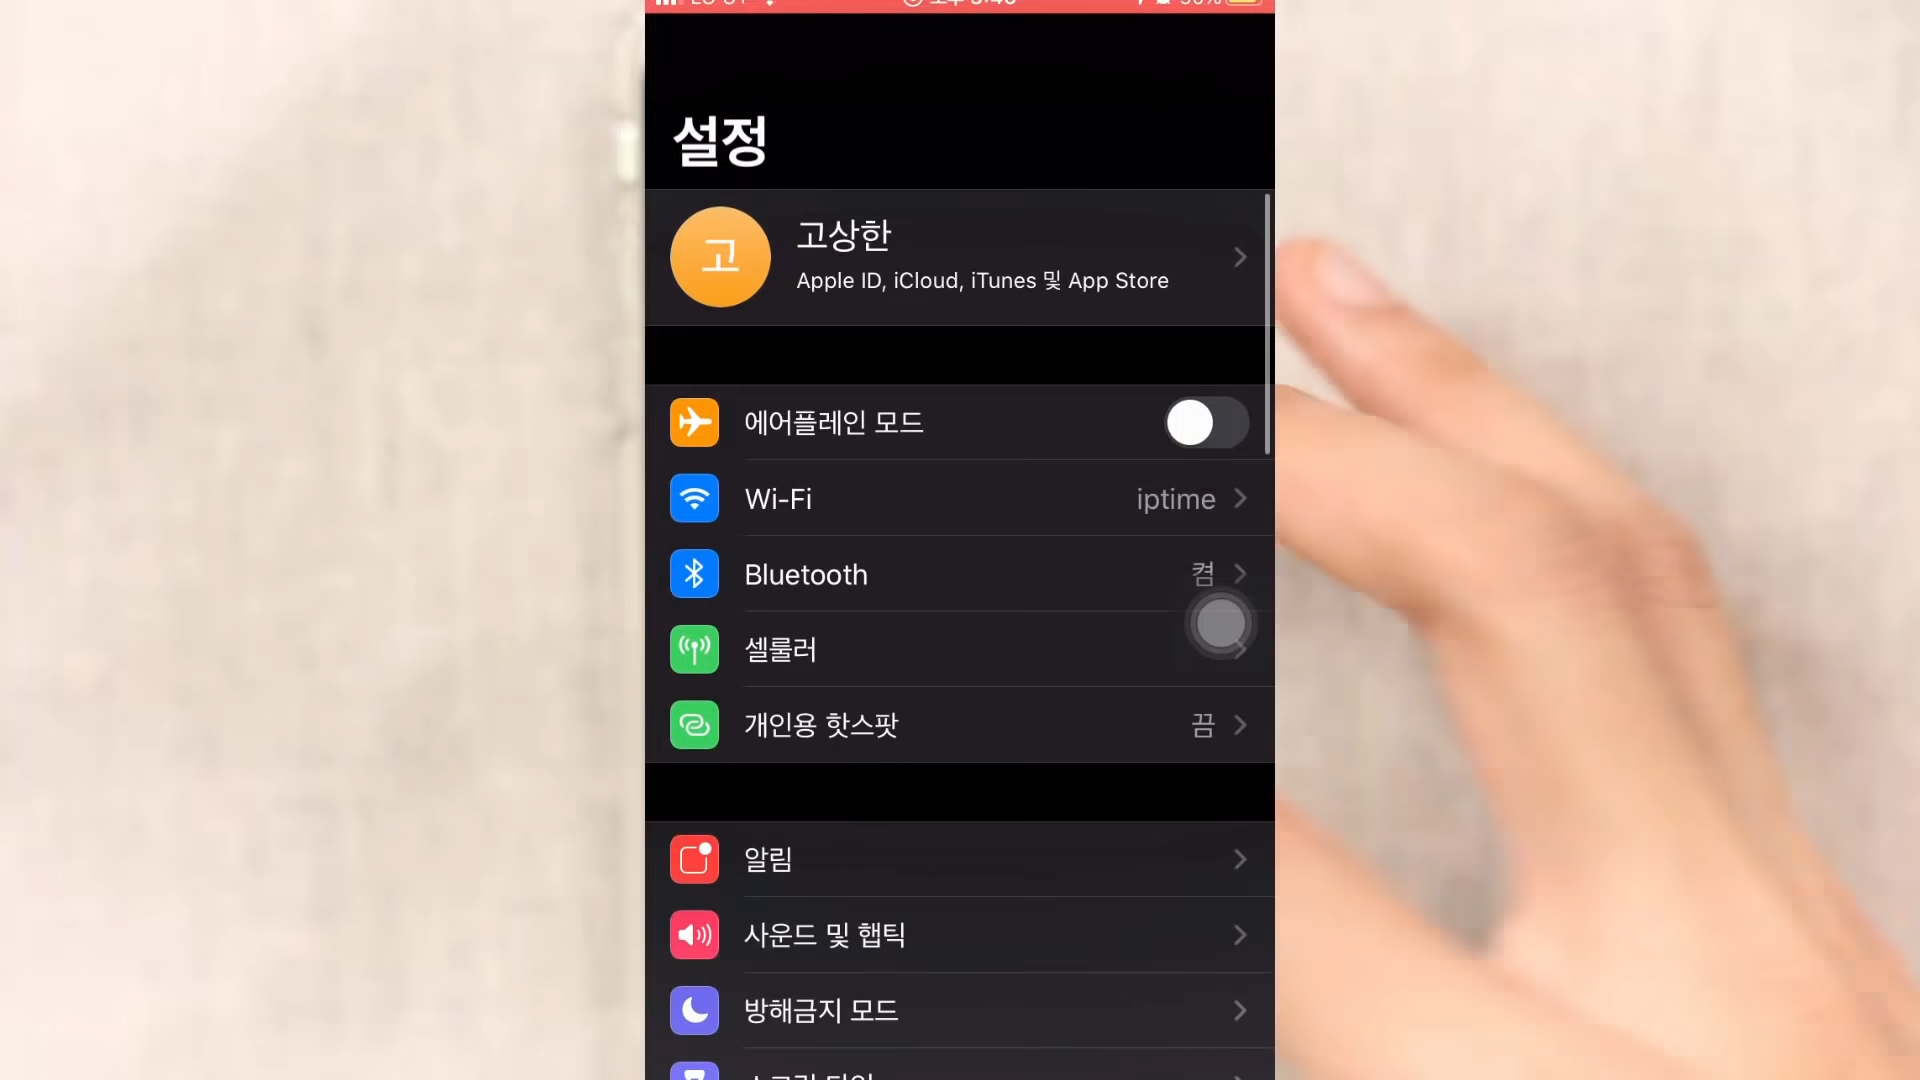 설정
고
고상한
Apple ID, iCloud, iTunes 및 App Store
에어플레인 모드
Wi-Fi
iptime
Bluetooth
켬
셀룰러
개인용 핫스팟
끔
알림
사운드 및 햅틱
방해금지 모드